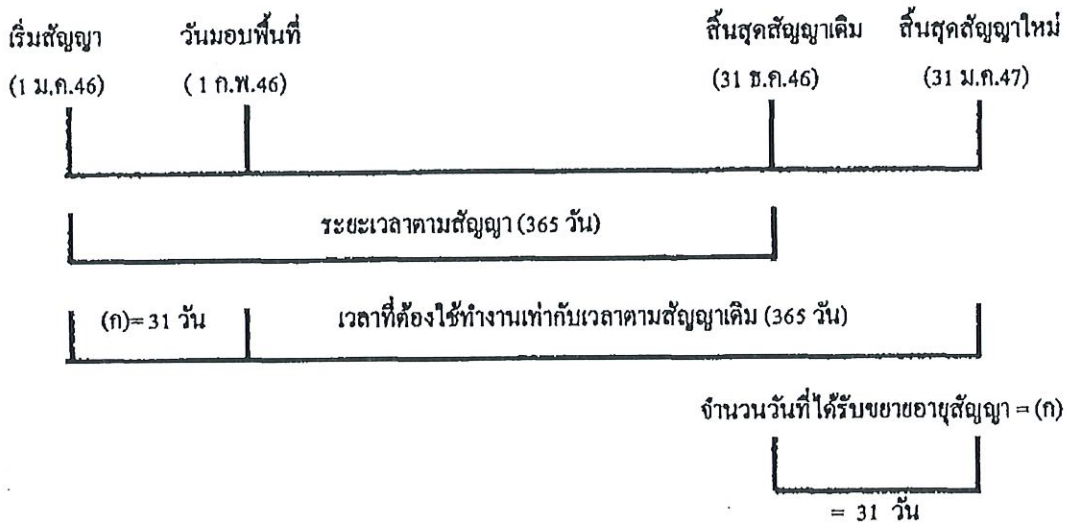 เริ่มสัญญา วันมอบพื้นที่ สิ้นสุดสัญญาเดิม สิ้นสุดสัญญาใหม่
(1 ม.ค.46) ( 1 ก.พ.46) (31 ธ.ค.46) (31 ม.ค.47)
ระยะเวลาตามสัญญา (365 วัน)
(ก)= 31 วัน เวลาที่ต้องใช้ทำงานเท่ากับเวลาตามสัญญาเดิม (365 วัน)
จำนวนวันที่ได้รับขยายอายุสัญญา = (ก)
= 31 วัน